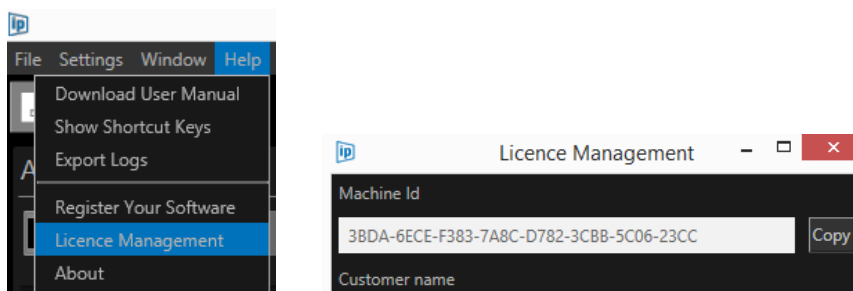 ip
File Settings Window Help
Download User Manual
Show Shortcut Keys
Export Logs
A
Register Your Software
Licence Management
About
ip
Licence Management
Machine Id
3BDA-6ECE-F383-7A8C-D782-3CBB-5C06-23CC
Copy
Customer name